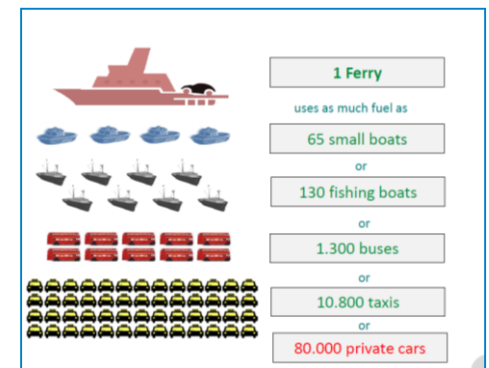 1 Ferry
uses as much fuel as
65 small boats
or
130 fishing boats
or
1.300 buses
or
10.800 taxis
or
80.000 private cars